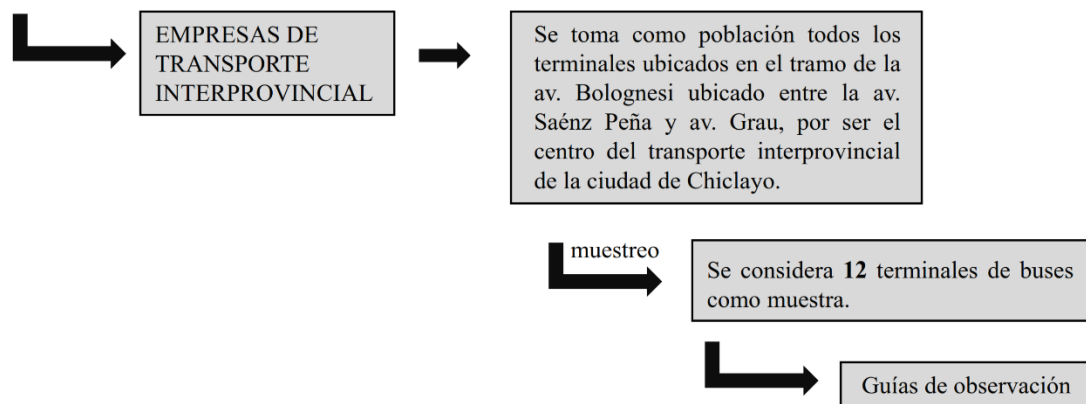 EMPRESAS DE
TRANSPORTE
INTERPROVINCIAL
Se toma como población todos los
terminales ubicados en el tramo de la
av. Bolognesi ubicado entre la av.
Saénz Peña y av. Grau, por ser el
centro del transporte interprovincial
de la ciudad de Chiclayo.
muestreo
Se considera 12 terminales de buses
como muestra.
Guías de observación